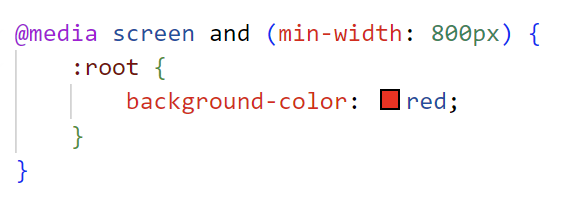 @media screen and (min-width: 800px) {
    :root {
        background-color: red;
    }
}